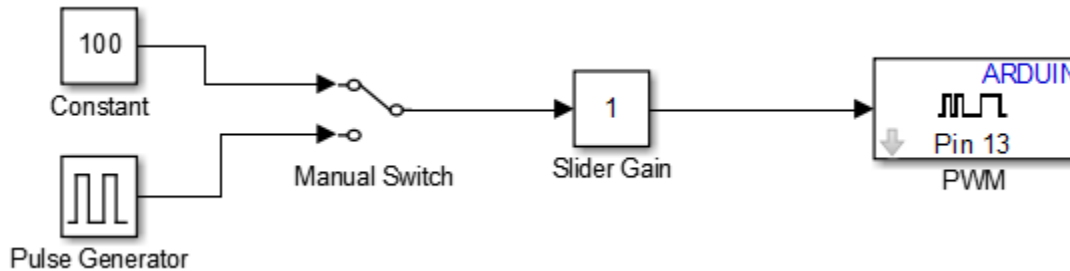 100
Constant
Manual Switch
1
Slider Gain
ARDUIN
Pin 13
PWM
Pulse Generator